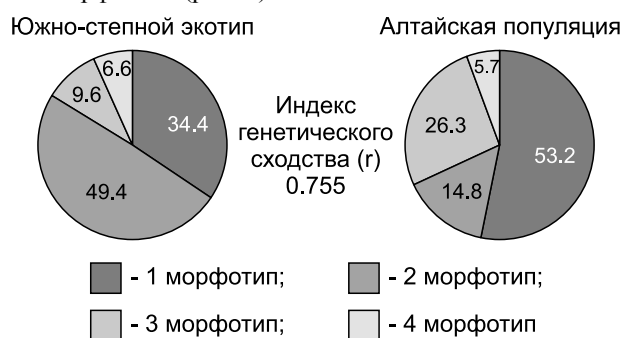 Южно-степной экотип
Алтайская популяция
6.6
9.6
34.4
49.4
Индекс
генетического
сходства (r)
0.755
5.7
26.3
53.2
14.8
- 1 морфотип;
- 2 морфотип;
- 3 морфотип;
- 4 морфотип